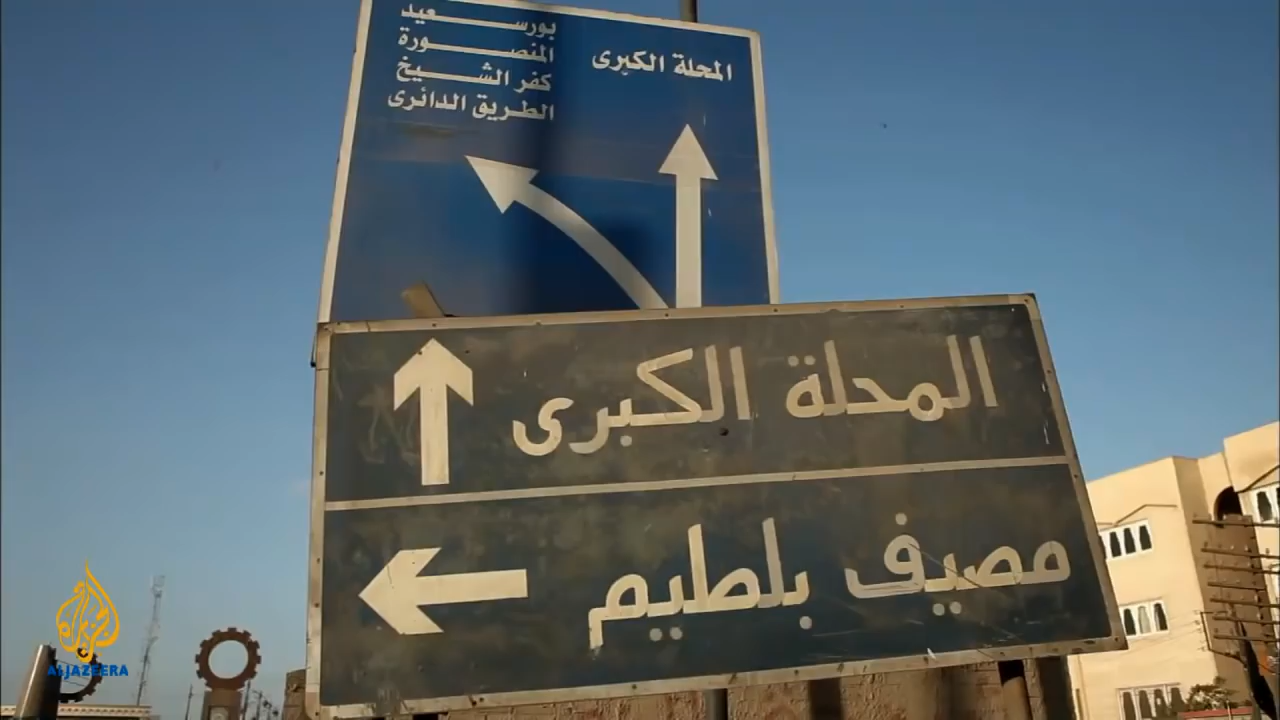 المحلة الكبرى
بورسعيد
المنصورة
كفر الشيخ
الطريق الدائرى
المحلة الكبرى
مصيف بلطيم
الجزيرة
ALJAZEERA